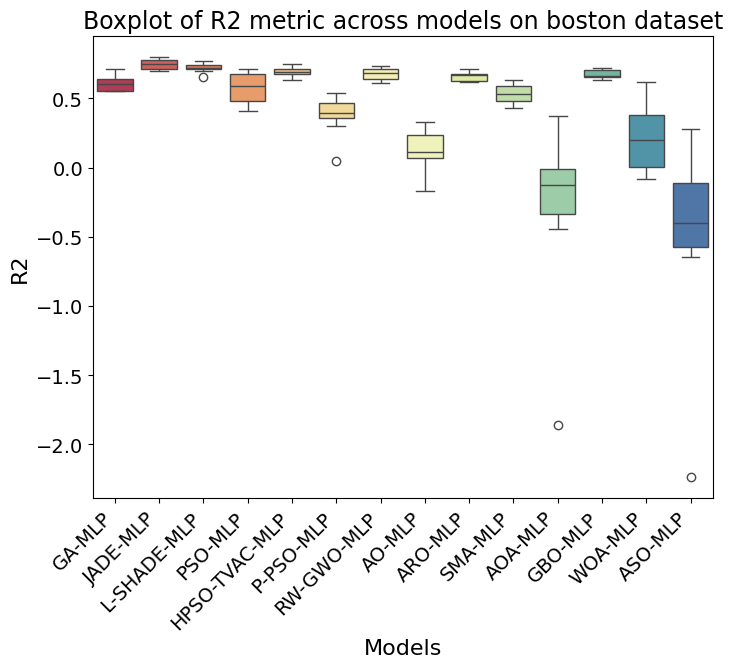 Boxplot of R2 metric across models on boston dataset
0.5
0.0
−0.5
−1.0
−1.5
−2.0
R2
GA-MLP
JADE-MLP
L-SHADE-MLP
PSO-MLP
HPSO-TVAC-MLP
P-PSO-MLP
RW-GWO-MLP
AO-MLP
ARO-MLP
SMA-MLP
AOA-MLP
GBO-MLP
WOA-MLP
ASO-MLP
Models